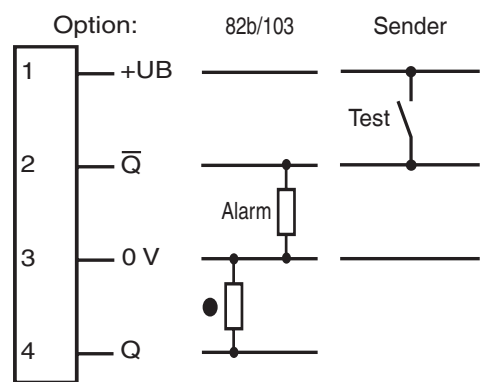 Option: 82b/103 Sender
1 +UB
Test
2 Q̅
Alarm
3 0 V
4 Q